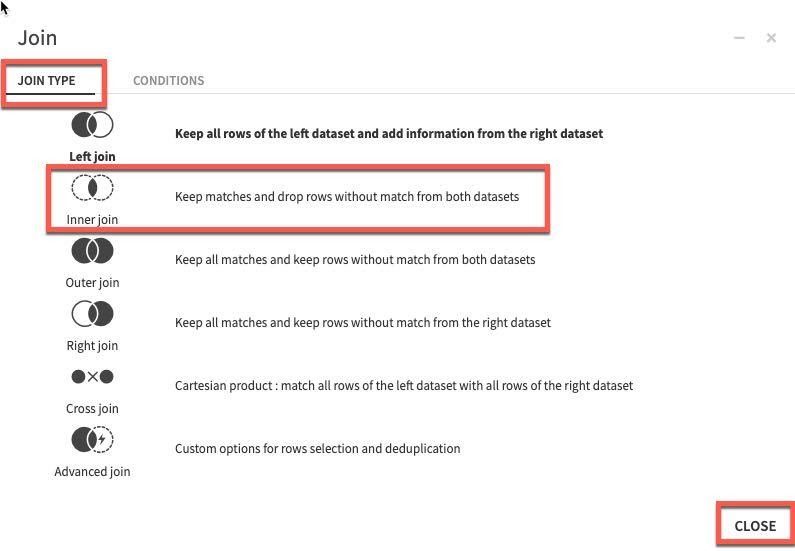 Join
JOIN TYPE
CONDITIONS
Keep all rows of the left dataset and add information from the right dataset
Left join
Keep matches and drop rows without match from both datasets
Inner join
Keep all matches and keep rows without match from both datasets
Outer join
Keep all matches and keep rows without match from the right dataset
Right join
Cartesian product : match all rows of the left dataset with all rows of the right dataset
Cross join
Custom options for rows selection and deduplication
Advanced join
CLOSE